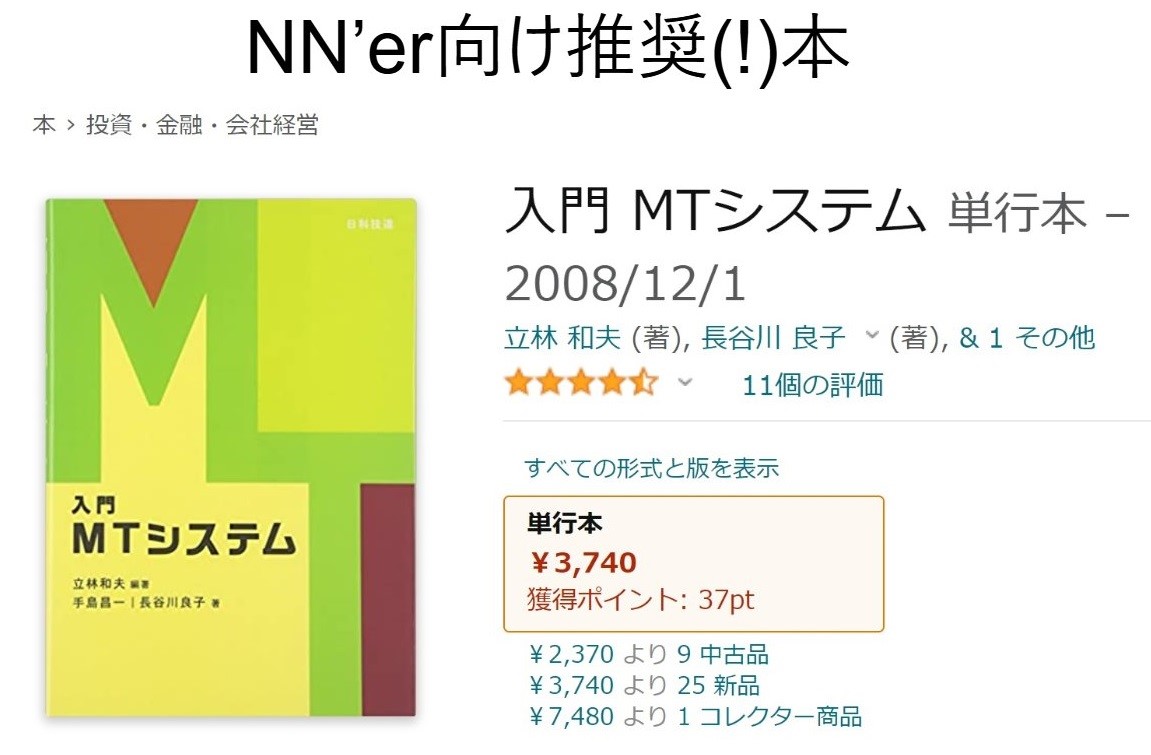 NN’er向け推奨(!)本
本 › 投資・金融・会社経営
日科技連
入門
MTシステム
立林和夫 編著
手島昌一|長谷川良子 著
入門 MTシステム 単行本 –
2008/12/1
立林 和夫 (著), 長谷川 良子 (著), & 1 その他
11個の評価
すべての形式と版を表示
単行本
￥3,740
獲得ポイント: 37pt
￥2,370 より 9 中古品
￥3,740 より 25 新品
￥7,480 より 1 コレクター商品